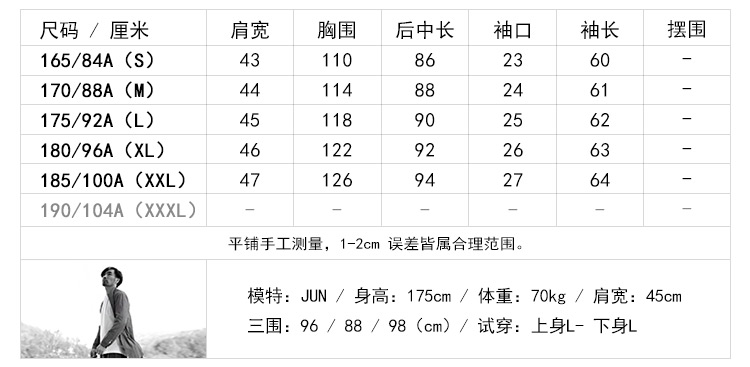 尺码 / 厘米 肩宽 胸围 后中长 袖口 袖长 摆围
165/84A（S） 43 110 86 23 60 -
170/88A（M） 44 114 88 24 61 -
175/92A（L） 45 118 90 25 62 -
180/96A（XL） 46 122 92 26 63 -
185/100A（XXL） 47 126 94 27 64 -
190/104A（XXXL） - - - - - -
平铺手工测量，1-2cm 误差皆属合理范围。
模特：JUN / 身高：175cm / 体重：70kg / 肩宽：45cm
三围：96 / 88 / 98（cm）/ 试穿：上身L- 下身L